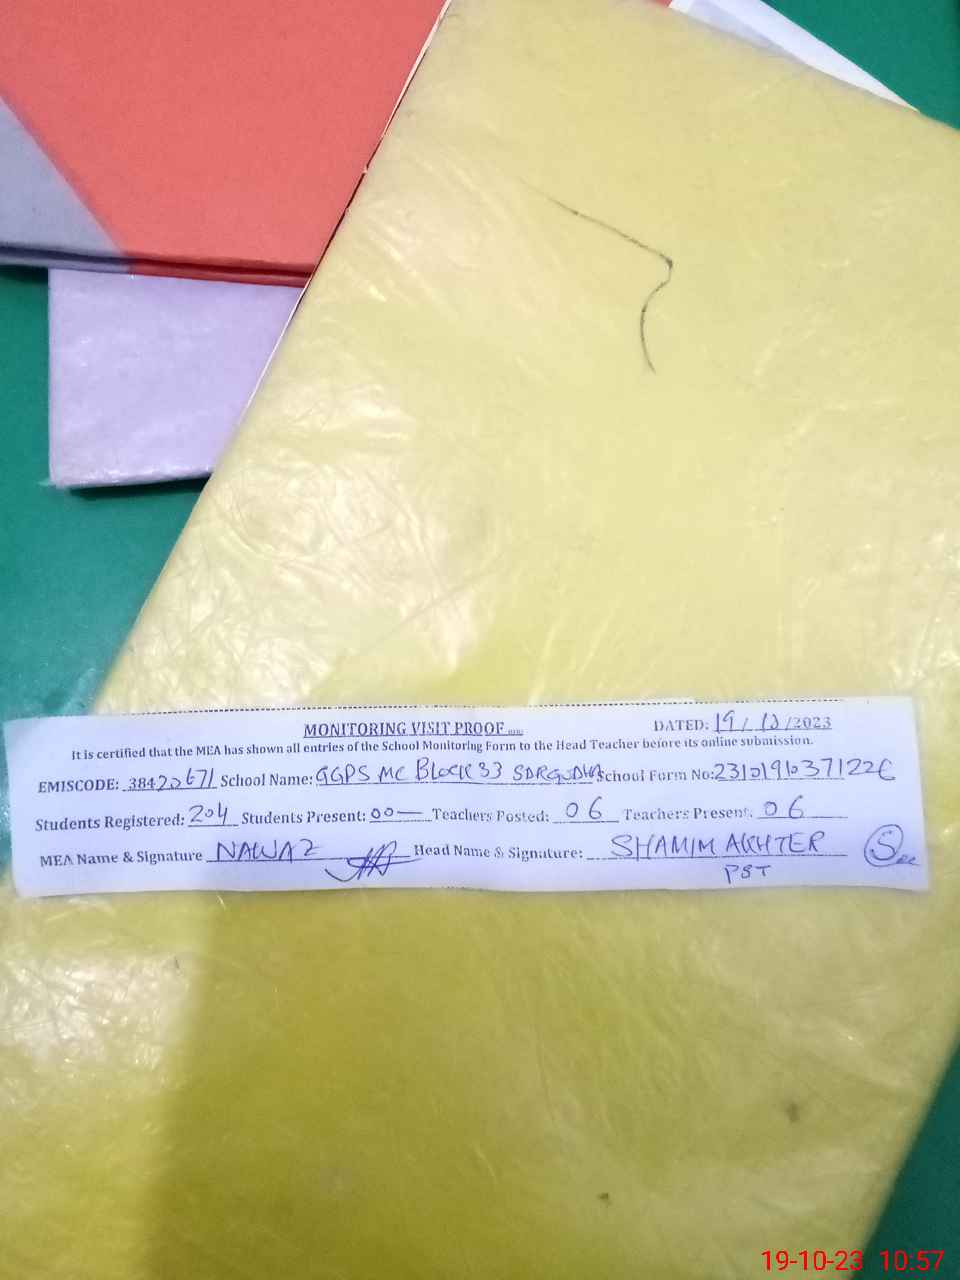 MONITORING VISIT PROOF DATED: 19/10/2023
It is certified that the MEA has shown all entries of the School Monitoring Form to the Head Teacher before its online submission.
EMISCODE: 38420671 School Name: GGPS MC Block 33 SARGODHA School Form No: 
Students Registered: 204 Students Present: 00— Teachers Posted: 06 Teachers Present: 06
MEA Name & Signature NAWAZ Head Name & Signature: SHAMIM AKHTER
PST
19-10-23 10:57